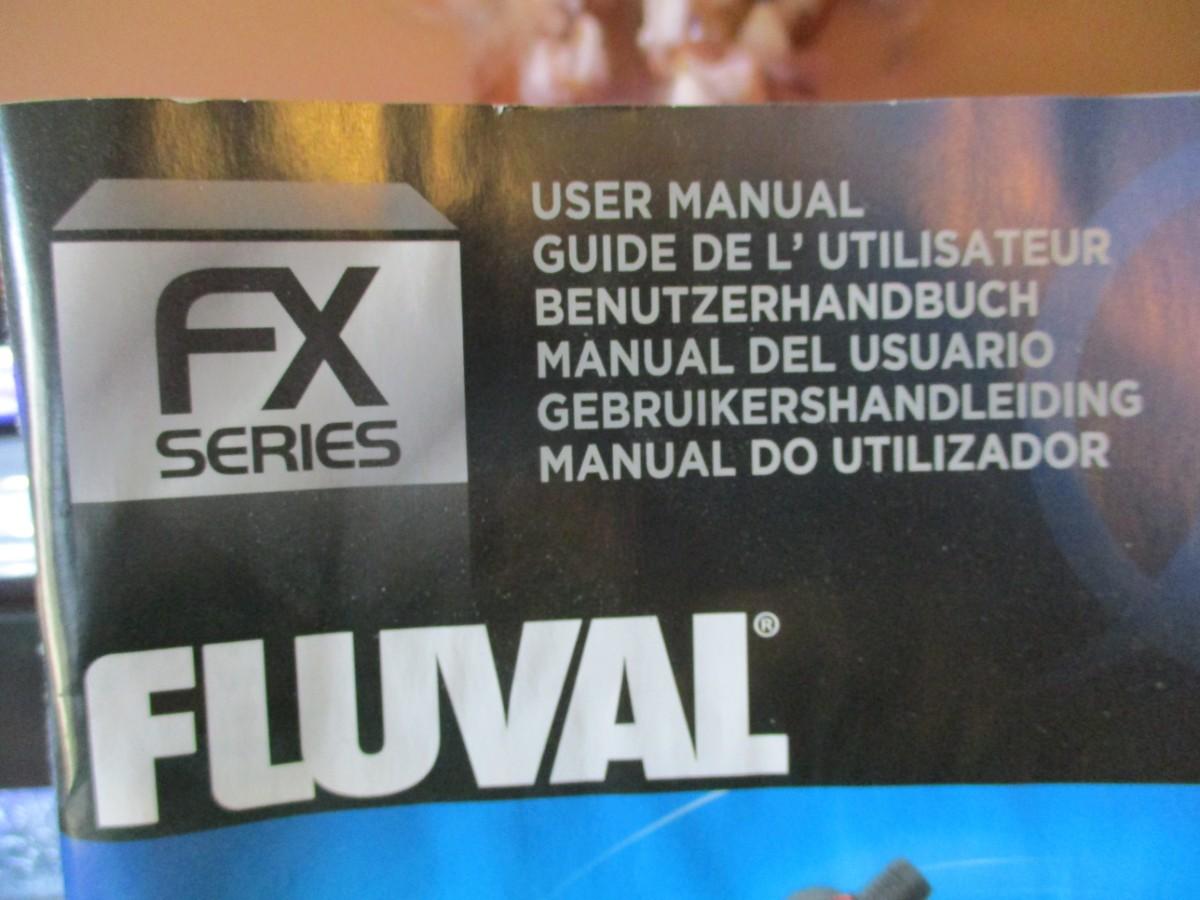 FX
SERIES
USER MANUAL
GUIDE DE L’ UTILISATEUR
BENUTZERHANDBUCH
MANUAL DEL USUARIO
GEBRUIKERSHANDLEIDING
MANUAL DO UTILIZADOR
FLUVAL®